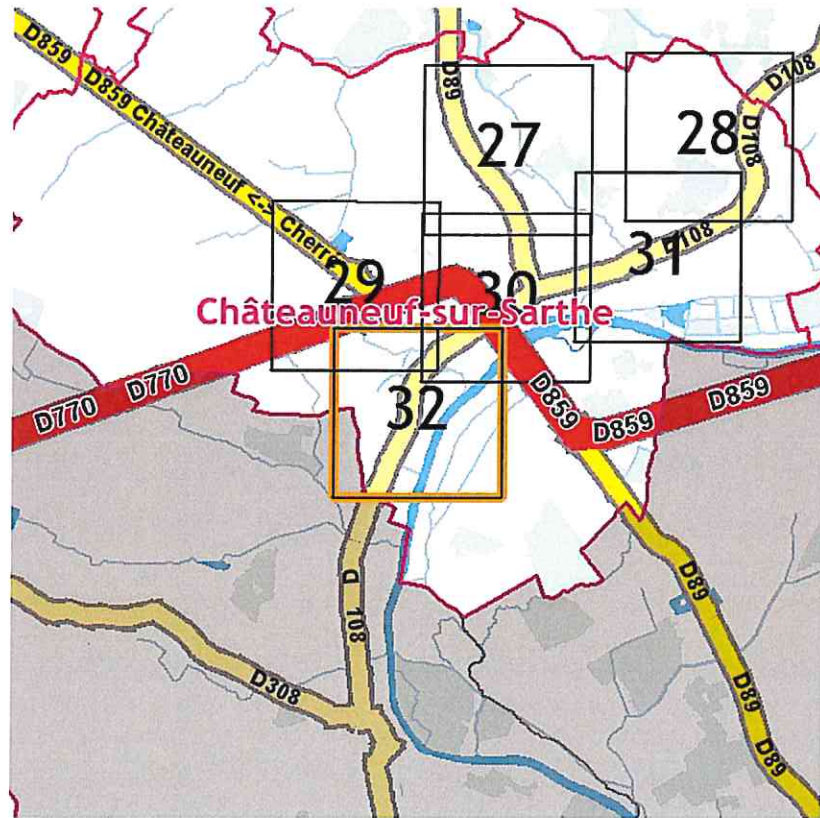 D859
D859 Châteauneuf <-> Cherré
D89
D108
D108
27
28
29
30
31
D108
Châteauneuf-sur-Sarthe
D770
D770
32
D859
D859
D859
D
108
D308
D89
D89
D89